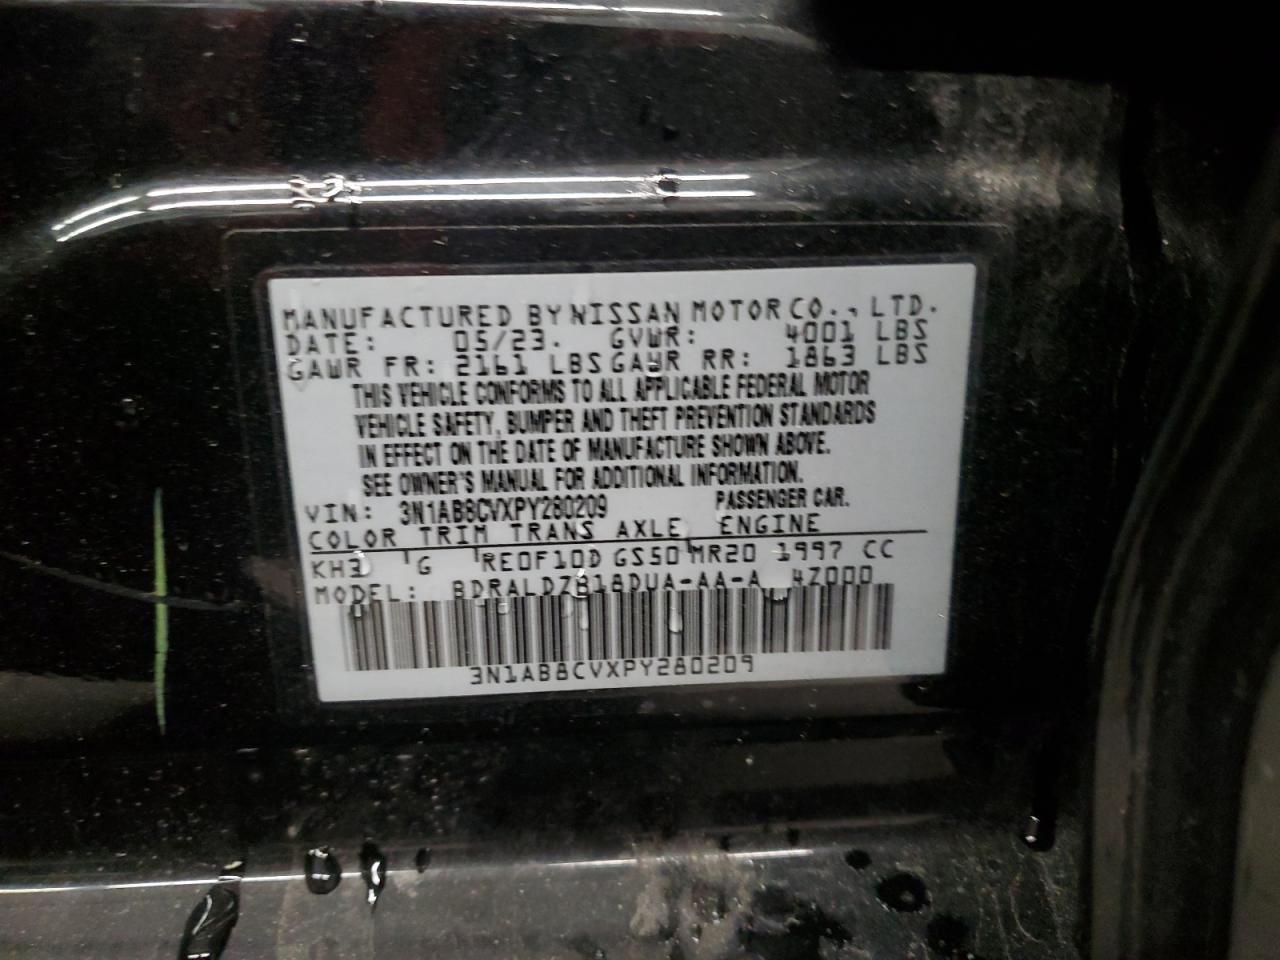 MANUFACTURED BY NISSAN MOTOR CO., LTD.
DATE: 05/23. GVWR: 4001 LBS
GAWR FR: 2161 LBS GAWR RR: 1863 LBS
THIS VEHICLE CONFORMS TO ALL APPLICABLE FEDERAL MOTOR
VEHICLE SAFETY, BUMPER AND THEFT PREVENTION STANDARDS
IN EFFECT ON THE DATE OF MANUFACTURE SHOWN ABOVE.
SEE OWNER'S MANUAL FOR ADDITIONAL INFORMATION.
VIN: 3N1AB8CVXPY280209 PASSENGER CAR.
COLOR TRIM TRANS AXLE ENGINE
KH3 G RE0F10D GS50 MR20 1997 CC
MODEL: BDRALDZB18DUA-AA-A 4Z000
3N1AB8CVXPY280209